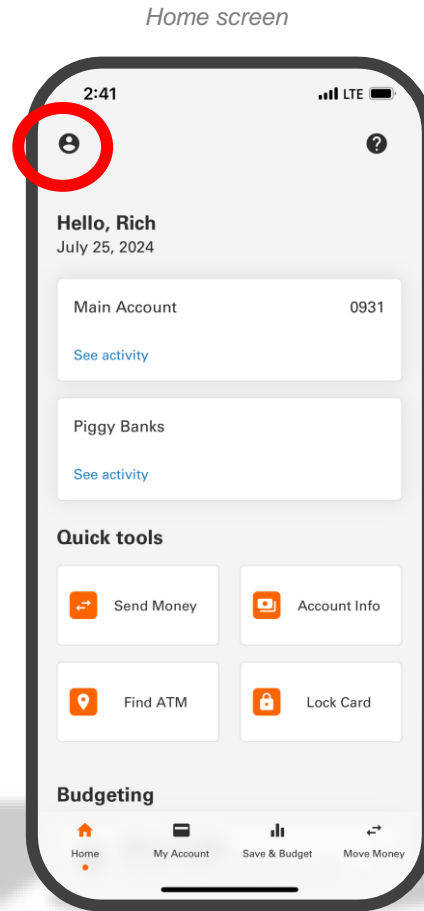 Home screen
2:41 LTE
Hello, Rich
July 25, 2024
Main Account 0931
See activity
Piggy Banks
See activity
Quick tools
Send Money Account Info
Find ATM Lock Card
Budgeting
Home My Account Save & Budget Move Money